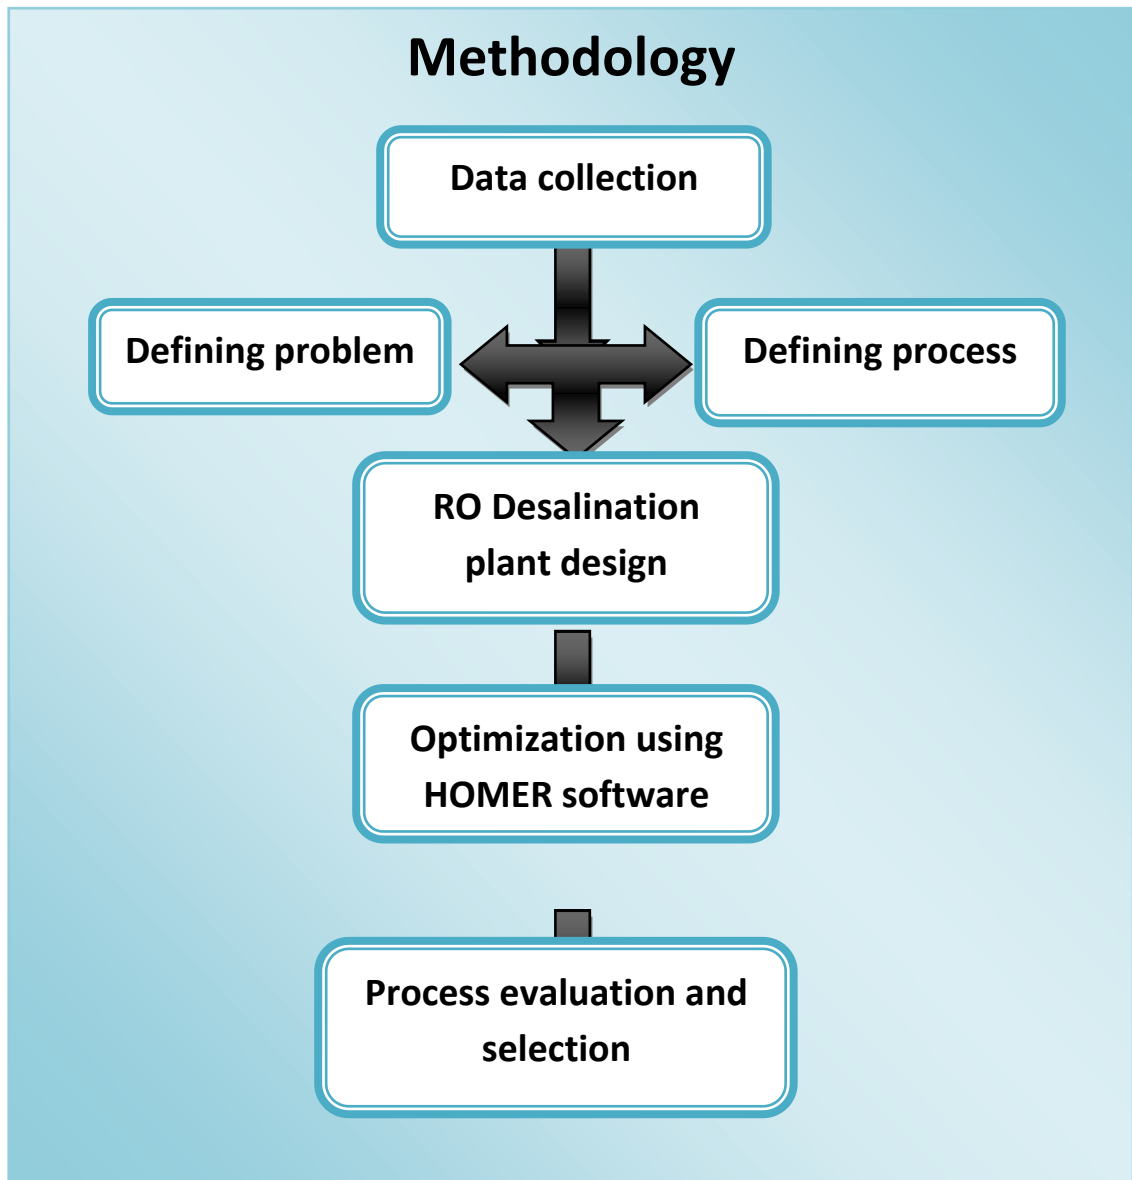 Methodology
Data collection
Defining problem
Defining process
RO Desalination
plant design
Optimization using
HOMER software
Process evaluation and
selection